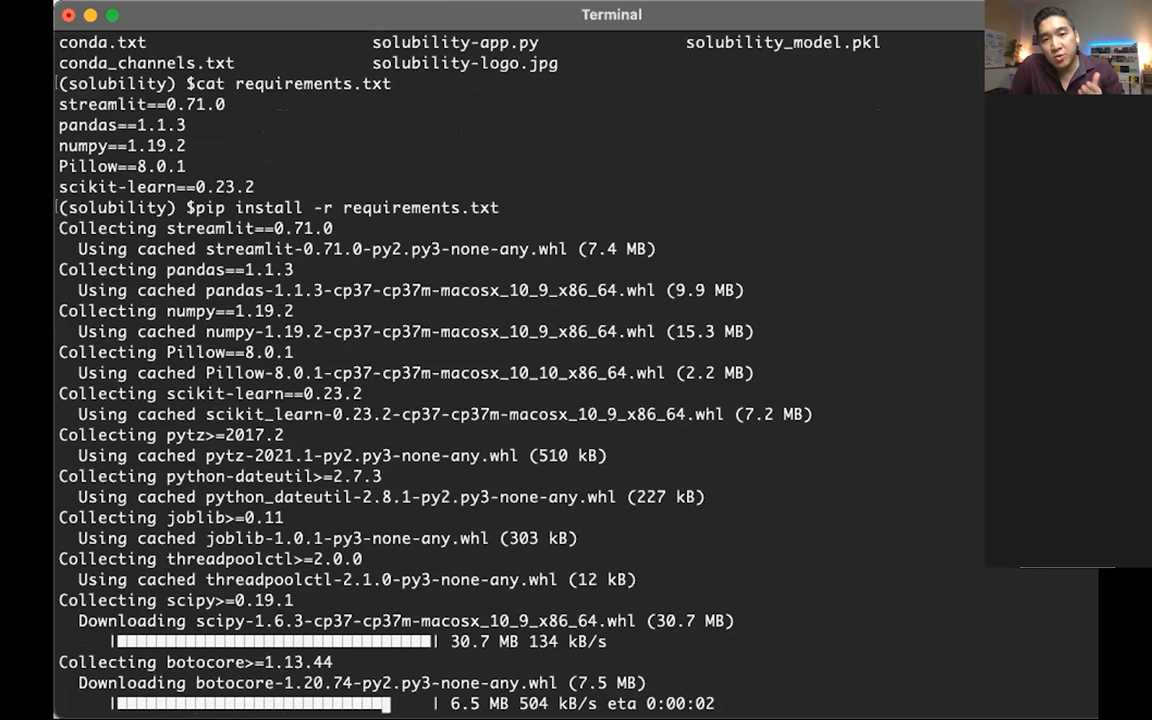 Terminal
conda.txt solubility-app.py solubility_model.pkl
conda_channels.txt solubility-logo.jpg
(solubility) $cat requirements.txt
streamlit==0.71.0
pandas==1.1.3
numpy==1.19.2
Pillow==8.0.1
scikit-learn==0.23.2
(solubility) $pip install -r requirements.txt
Collecting streamlit==0.71.0
Using cached streamlit-0.71.0-py2.py3-none-any.whl (7.4 MB)
Collecting pandas==1.1.3
Using cached pandas-1.1.3-cp37-cp37m-macosx_10_9_x86_64.whl (9.9 MB)
Collecting numpy==1.19.2
Using cached numpy-1.19.2-cp37-cp37m-macosx_10_9_x86_64.whl (15.3 MB)
Collecting Pillow==8.0.1
Using cached Pillow-8.0.1-cp37-cp37m-macosx_10_10_x86_64.whl (2.2 MB)
Collecting scikit-learn==0.23.2
Using cached scikit_learn-0.23.2-cp37-cp37m-macosx_10_9_x86_64.whl (7.2 MB)
Collecting pytz>=2017.2
Using cached pytz-2021.1-py2.py3-none-any.whl (510 kB)
Collecting python-dateutil>=2.7.3
Using cached python_dateutil-2.8.1-py2.py3-none-any.whl (227 kB)
Collecting joblib>=0.11
Using cached joblib-1.0.1-py3-none-any.whl (303 kB)
Collecting threadpoolctl>=2.0.0
Using cached threadpoolctl-2.1.0-py3-none-any.whl (12 kB)
Collecting scipy>=0.19.1
Downloading scipy-1.6.3-cp37-cp37m-macosx_10_9_x86_64.whl (30.7 MB)
30.7 MB 134 kB/s
Collecting botocore>=1.13.44
Downloading botocore-1.20.74-py2.py3-none-any.whl (7.5 MB)
6.5 MB 504 kB/s eta 0:00:02